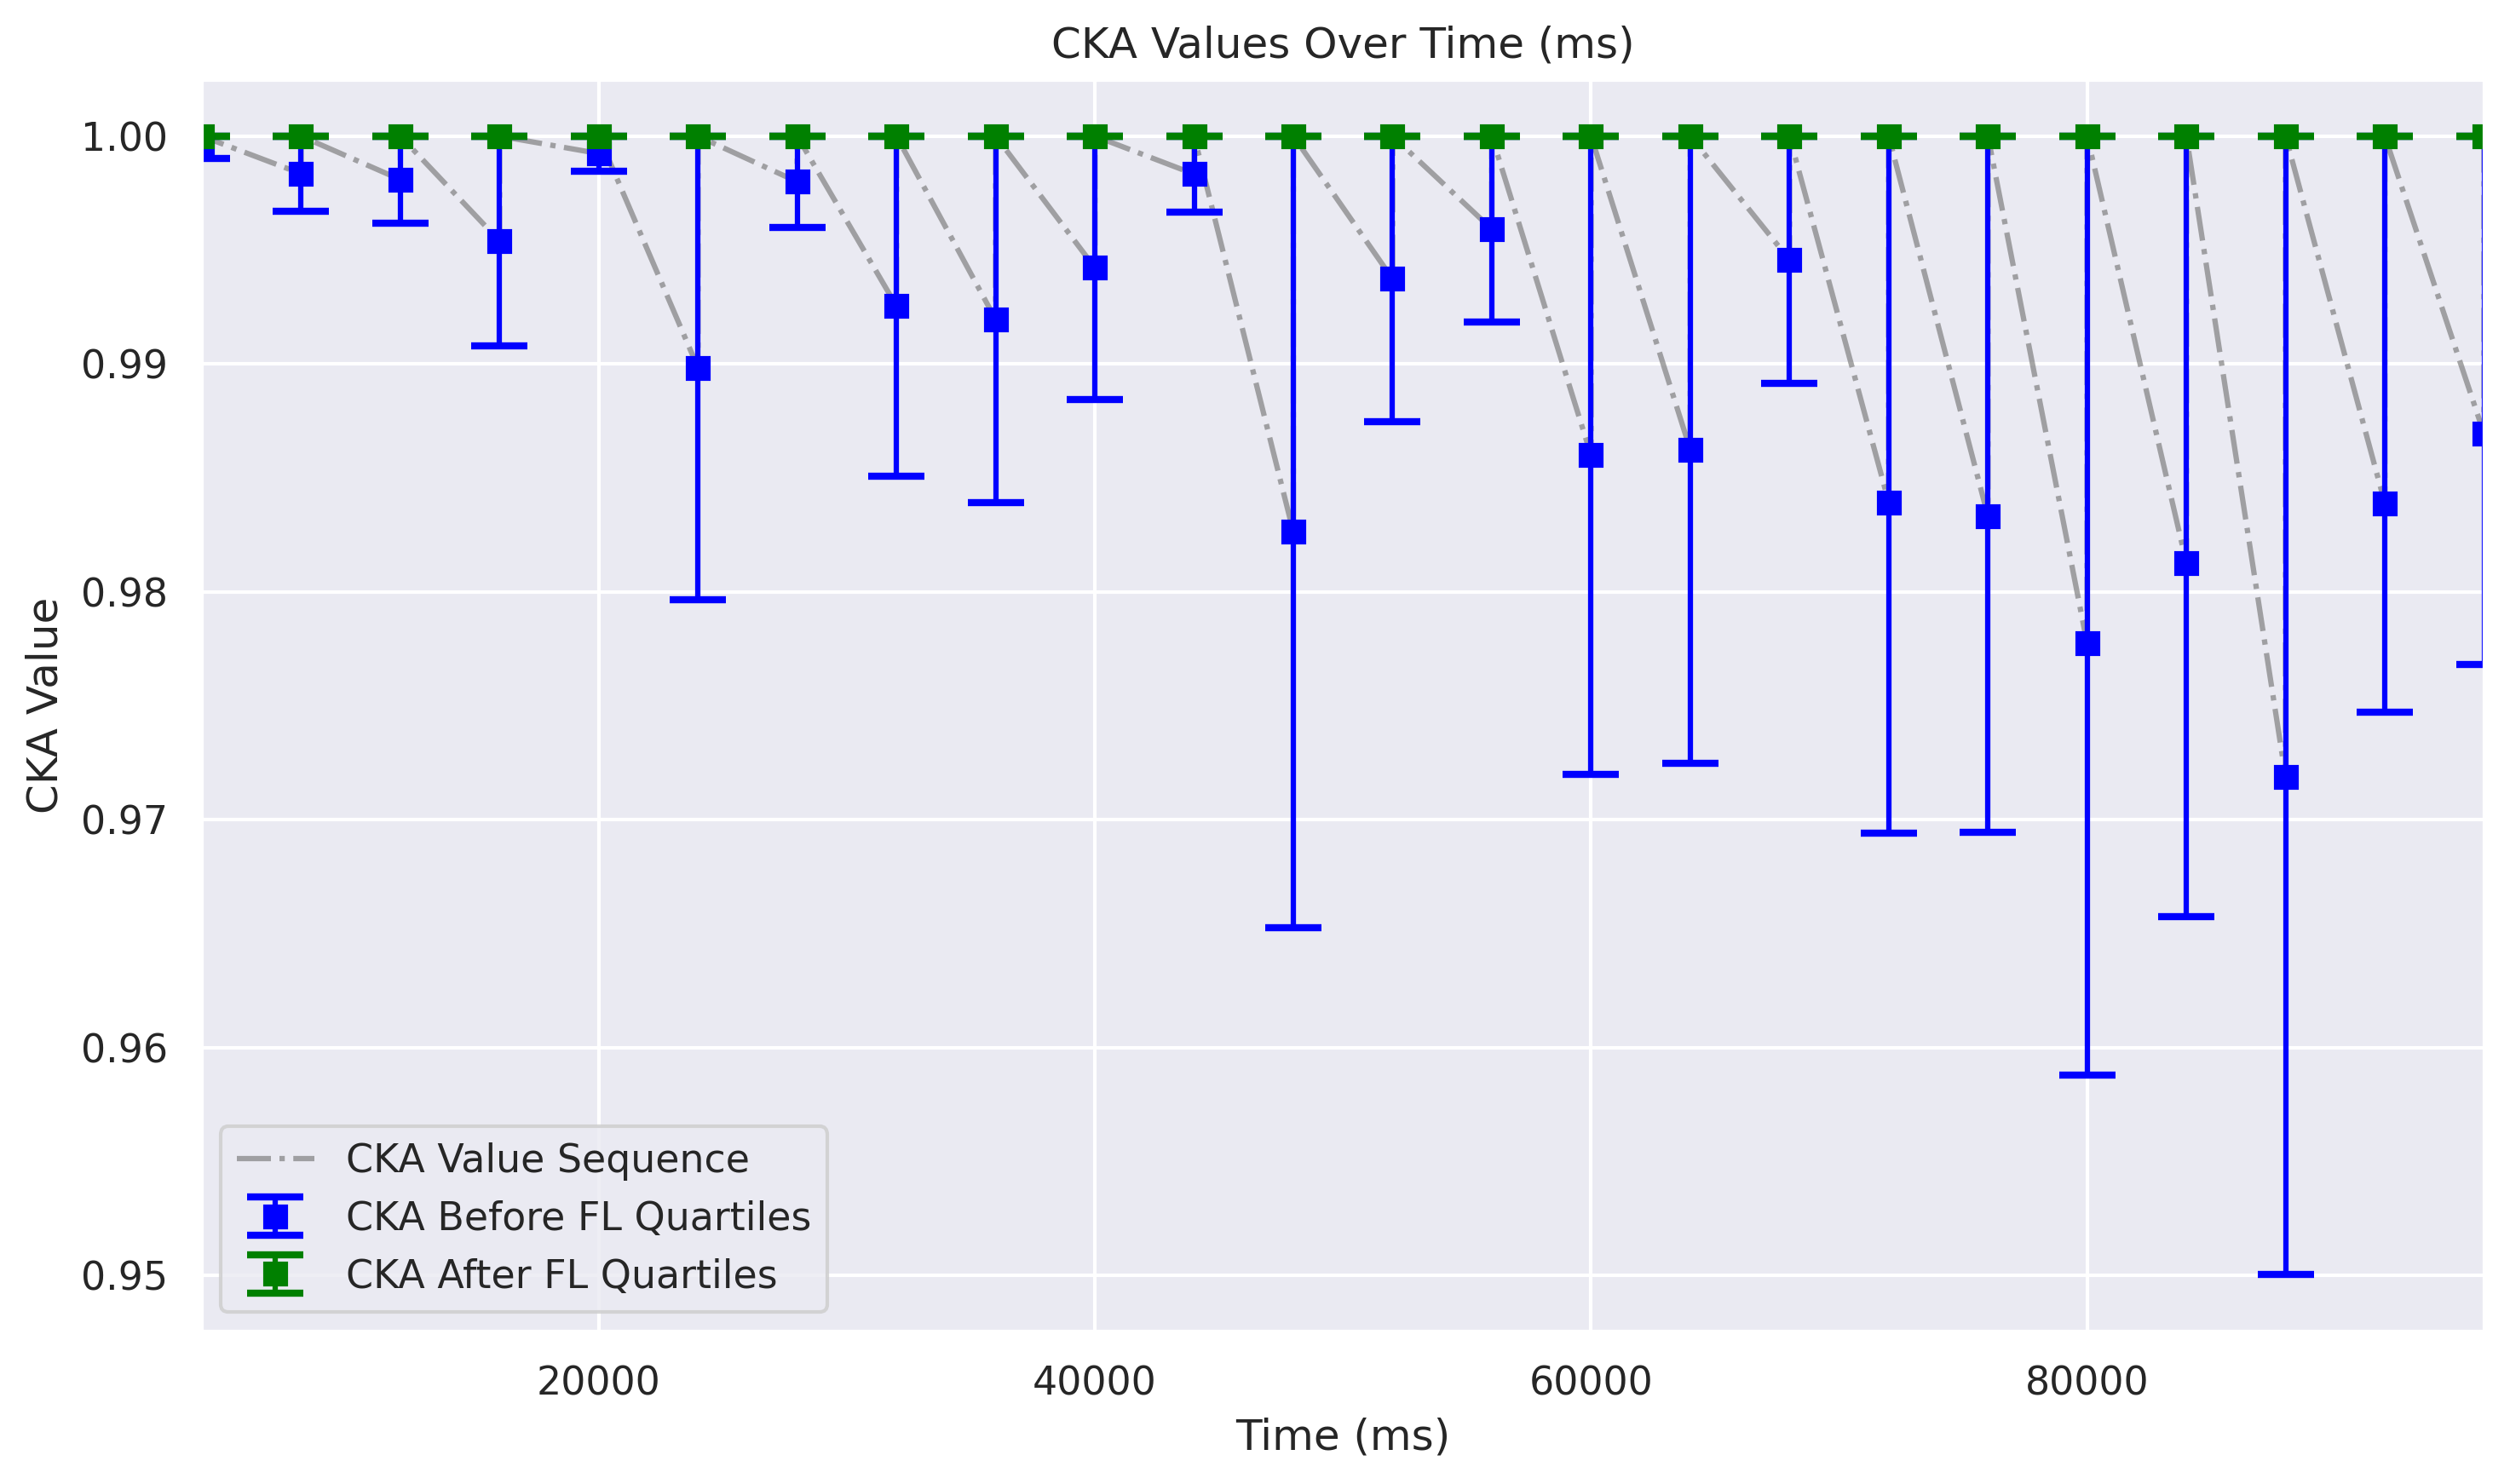 CKA Values Over Time (ms)
1.00
0.99
0.98
0.97
0.96
0.95
CKA Value
CKA Value Sequence
CKA Before FL Quartiles
CKA After FL Quartiles
20000
40000
60000
80000
Time (ms)